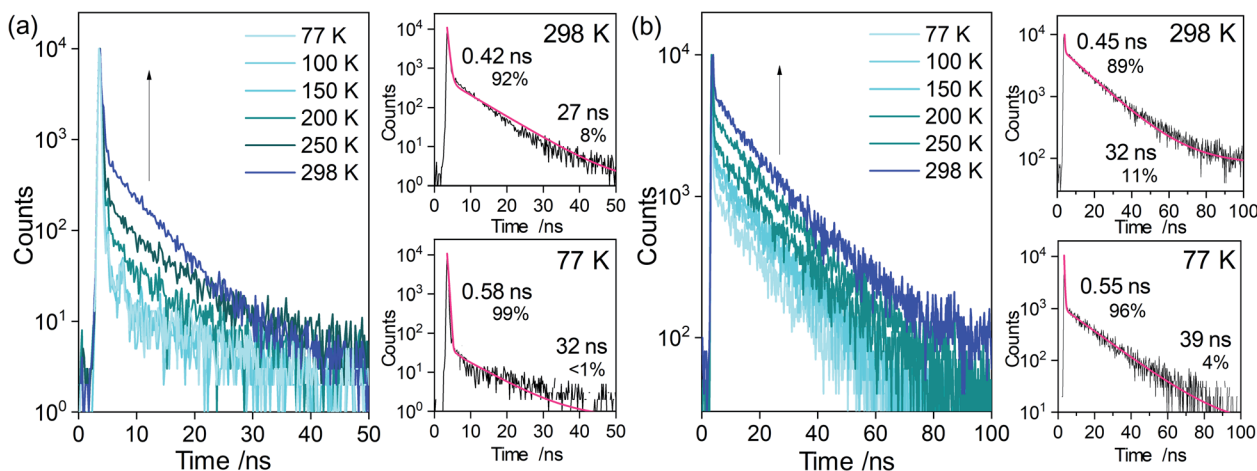 (a)
77 K
100 K
150 K
200 K
250 K
298 K
10⁴
10³
10²
10¹
10⁰
Counts
0 10 20 30 40 50
Time /ns
298 K
0.42 ns
92%
27 ns
8%
10⁴
10³
10²
10¹
10⁰
Counts
0 10 20 30 40 50
Time /ns
77 K
0.58 ns
99%
32 ns
<1%
10⁴
10³
10²
10¹
10⁰
Counts
0 10 20 30 40 50
Time /ns
(b)
77 K
100 K
150 K
200 K
250 K
298 K
10⁴
10³
10²
Counts
0 20 40 60 80 100
Time /ns
298 K
0.45 ns
89%
32 ns
11%
10⁴
10³
10²
Counts
0 20 40 60 80 100
Time /ns
77 K
0.55 ns
96%
39 ns
4%
10⁴
10³
10²
10¹
Counts
0 20 40 60 80 100
Time /ns